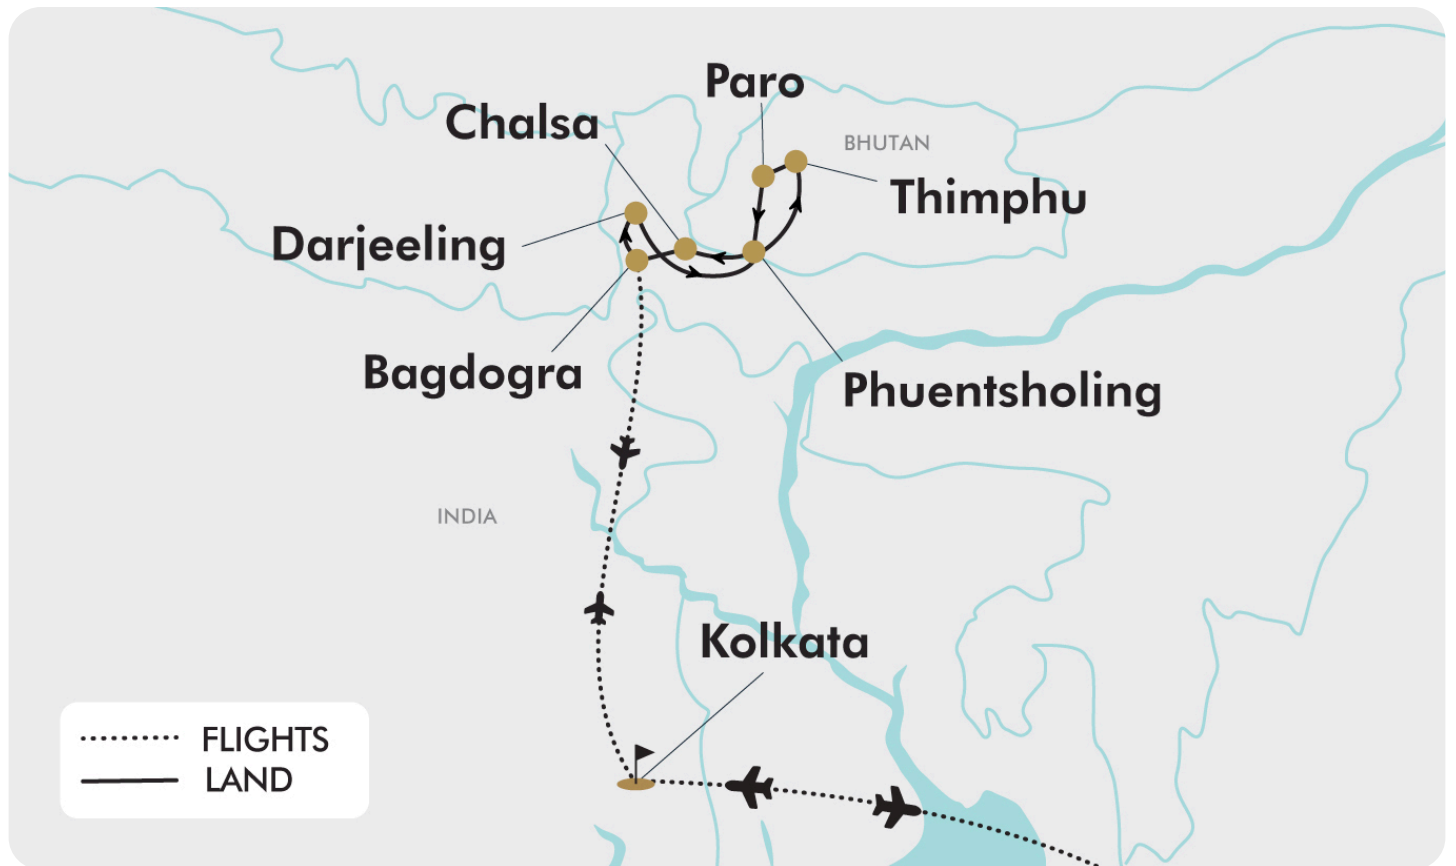 Paro
Chalsa
BHUTAN
Thimphu
Darjeeling
Bagdogra
Phuentsholing
INDIA
Kolkata
FLIGHTS
LAND